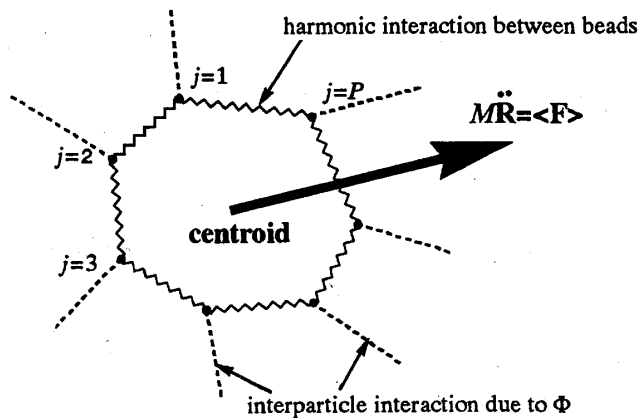 harmonic interaction between beads
j=1
j=P
MR̈=<F>
j=2
centroid
j=3
interparticle interaction due to Φ